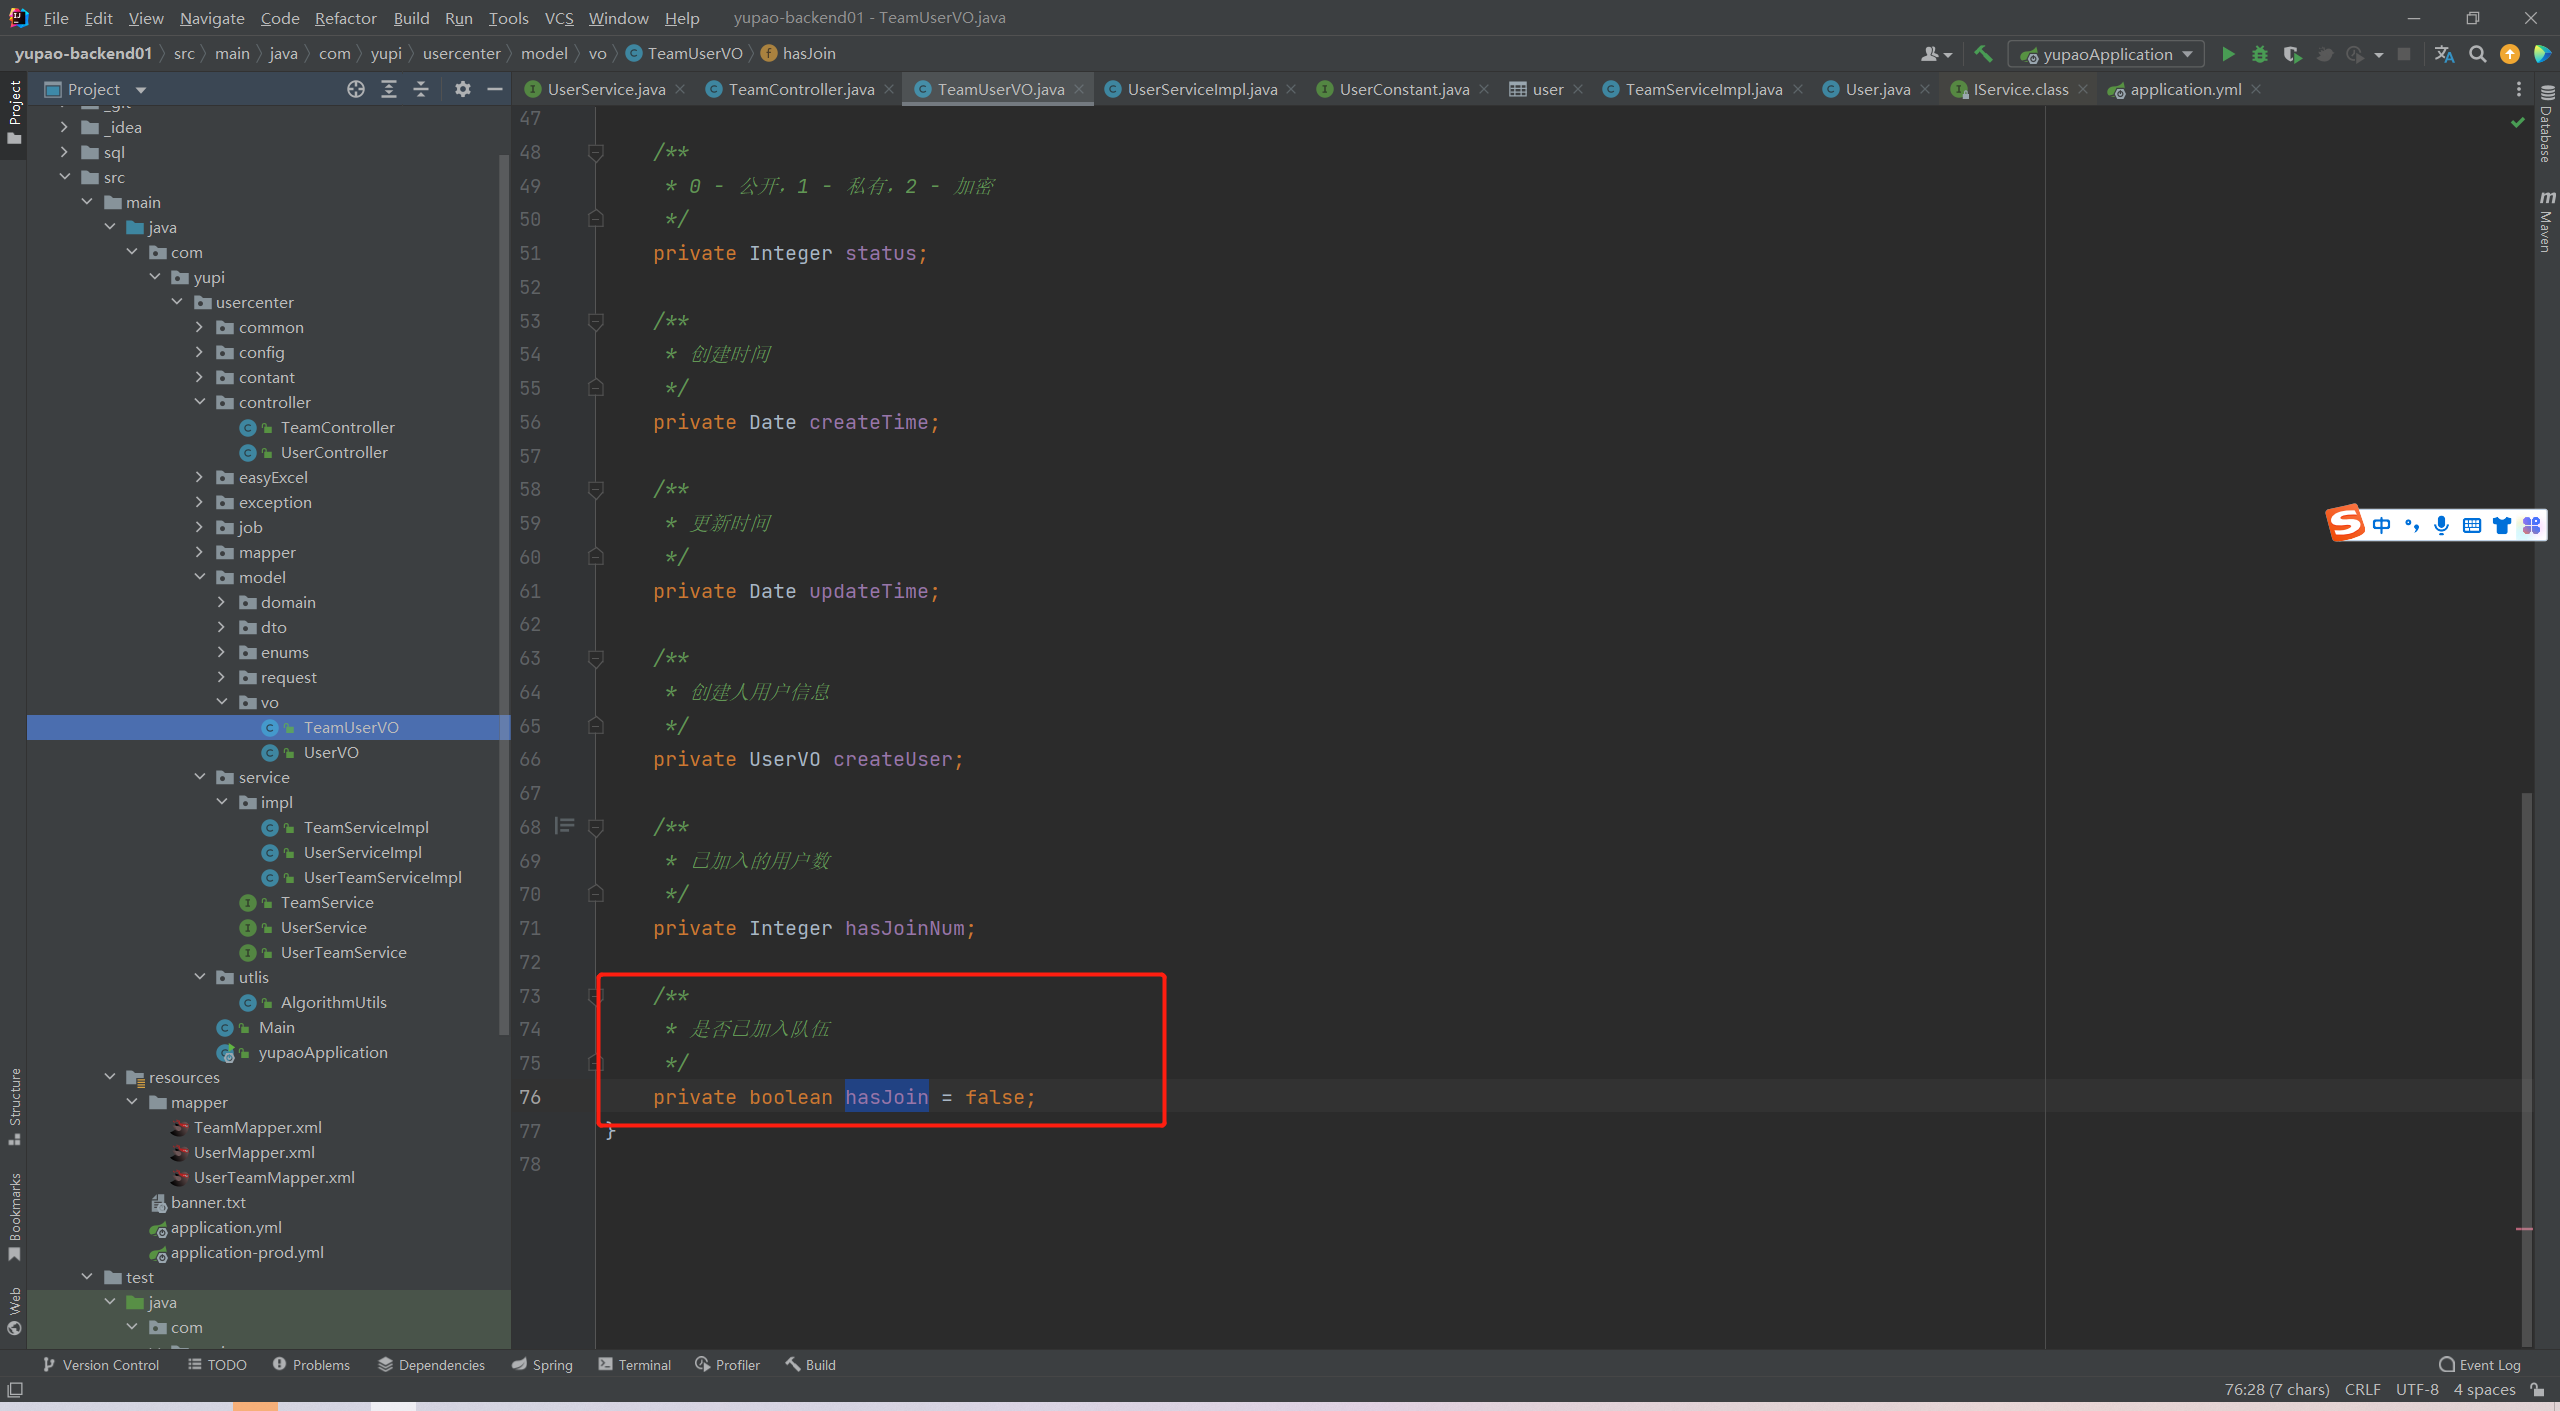 File Edit View Navigate Code Refactor Build Run Tools VCS Window Help yupao-backend01 - TeamUserVO.java
yupao-backend01 src main java com yupi usercenter model vo TeamUserVO hasJoin
yupaoApplication
Project
UserService.java TeamController.java TeamUserVO.java UserServiceImpl.java UserConstant.java user TeamServiceImpl.java User.java IService.class application.yml
Project
Structure
Bookmarks
Web
_idea
sql
src
main
java
com
yupi
usercenter
common
config
contant
controller
TeamController
UserController
easyExcel
exception
job
mapper
model
domain
dto
enums
request
vo
TeamUserVO
UserVO
service
impl
TeamServiceImpl
UserServiceImpl
UserTeamServiceImpl
TeamService
UserService
UserTeamService
utlis
AlgorithmUtils
Main
yupaoApplication
resources
mapper
TeamMapper.xml
UserMapper.xml
UserTeamMapper.xml
banner.txt
application.yml
application-prod.yml
test
java
com
47
48 /**
49 * 0 - 公开，1 - 私有，2 - 加密
50 */
51 private Integer status;
52
53 /**
54 * 创建时间
55 */
56 private Date createTime;
57
58 /**
59 * 更新时间
60 */
61 private Date updateTime;
62
63 /**
64 * 创建人用户信息
65 */
66 private UserVO createUser;
67
68 /**
69 * 已加入的用户数
70 */
71 private Integer hasJoinNum;
72
73 /**
74 * 是否已加入队伍
75 */
76 private boolean hasJoin = false;
77 }
78
Database
Maven
中
Version Control TODO Problems Dependencies Spring Terminal Profiler Build Event Log
76:28 (7 chars) CRLF UTF-8 4 spaces